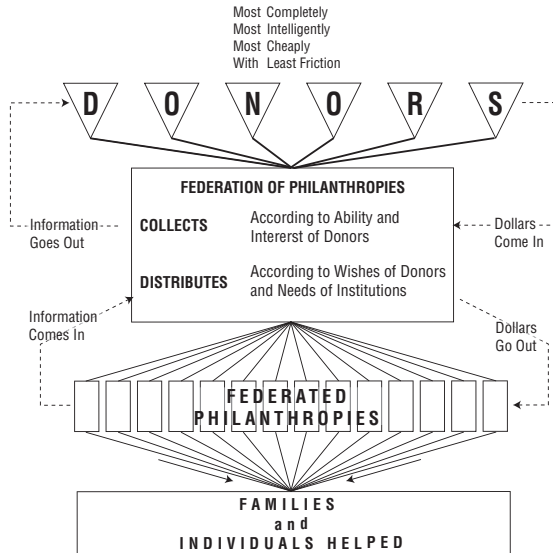 Most Completely
Most Intelligently
Most Cheaply
With Least Friction
D O N O R S
FEDERATION OF PHILANTHROPIES
COLLECTS
According to Ability and
Intererst of Donors
Information
Goes Out
Dollars
Come In
DISTRIBUTES
According to Wishes of Donors
and Needs of Institutions
Information
Comes In
Dollars
Go Out
FEDERATED
PHILANTHROPIES
FAMILIES
and
INDIVIDUALS HELPED